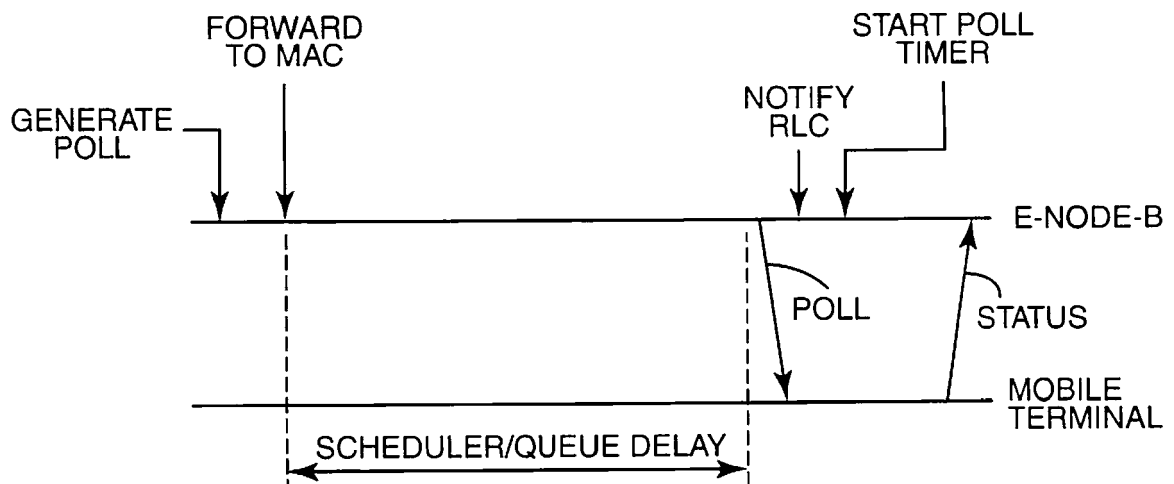 FORWARD
TO MAC
START POLL
TIMER
GENERATE
POLL
NOTIFY
RLC
E-NODE-B
POLL
STATUS
MOBILE
TERMINAL
SCHEDULER/QUEUE DELAY